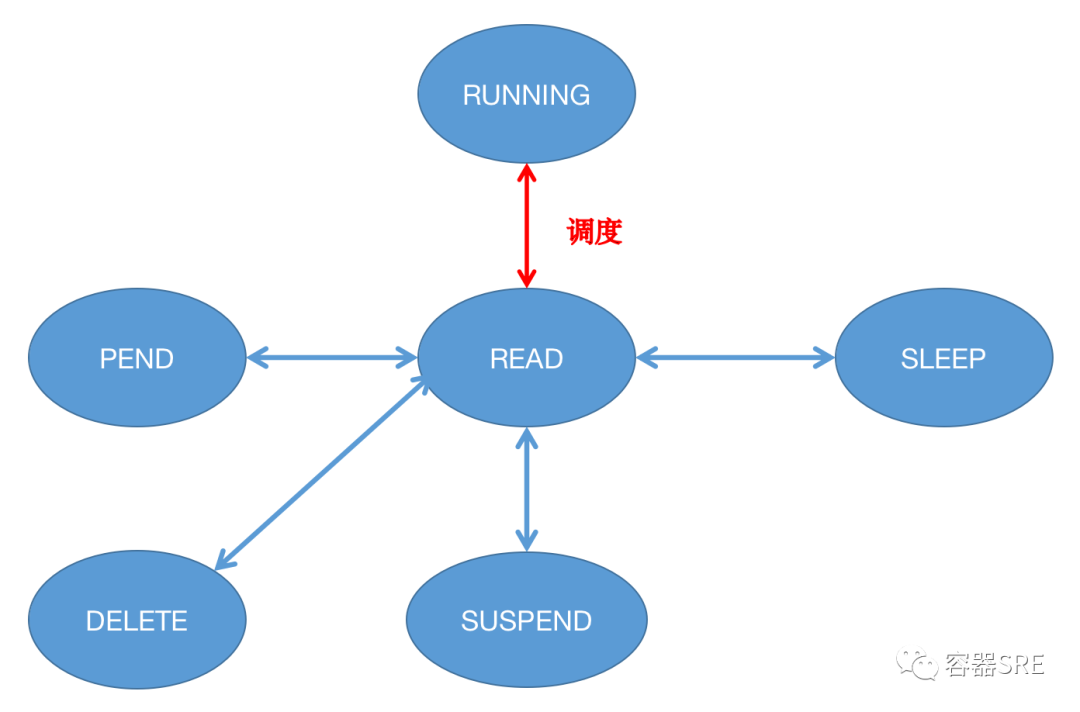 RUNNING
调度
PEND
READ
SLEEP
DELETE
SUSPEND
容器SRE